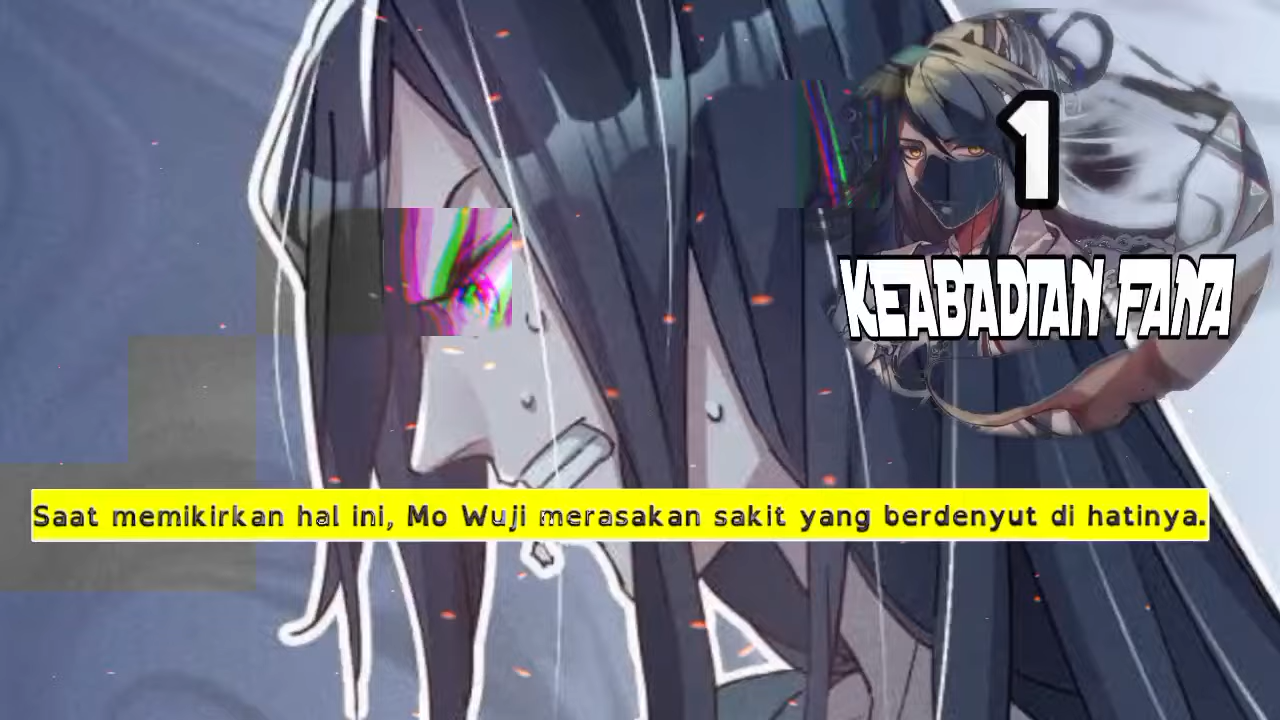 1
KEABADIAN FANA
Saat memikirkan hal ini, Mo Wuji merasakan sakit yang berdenyut di hatinya.